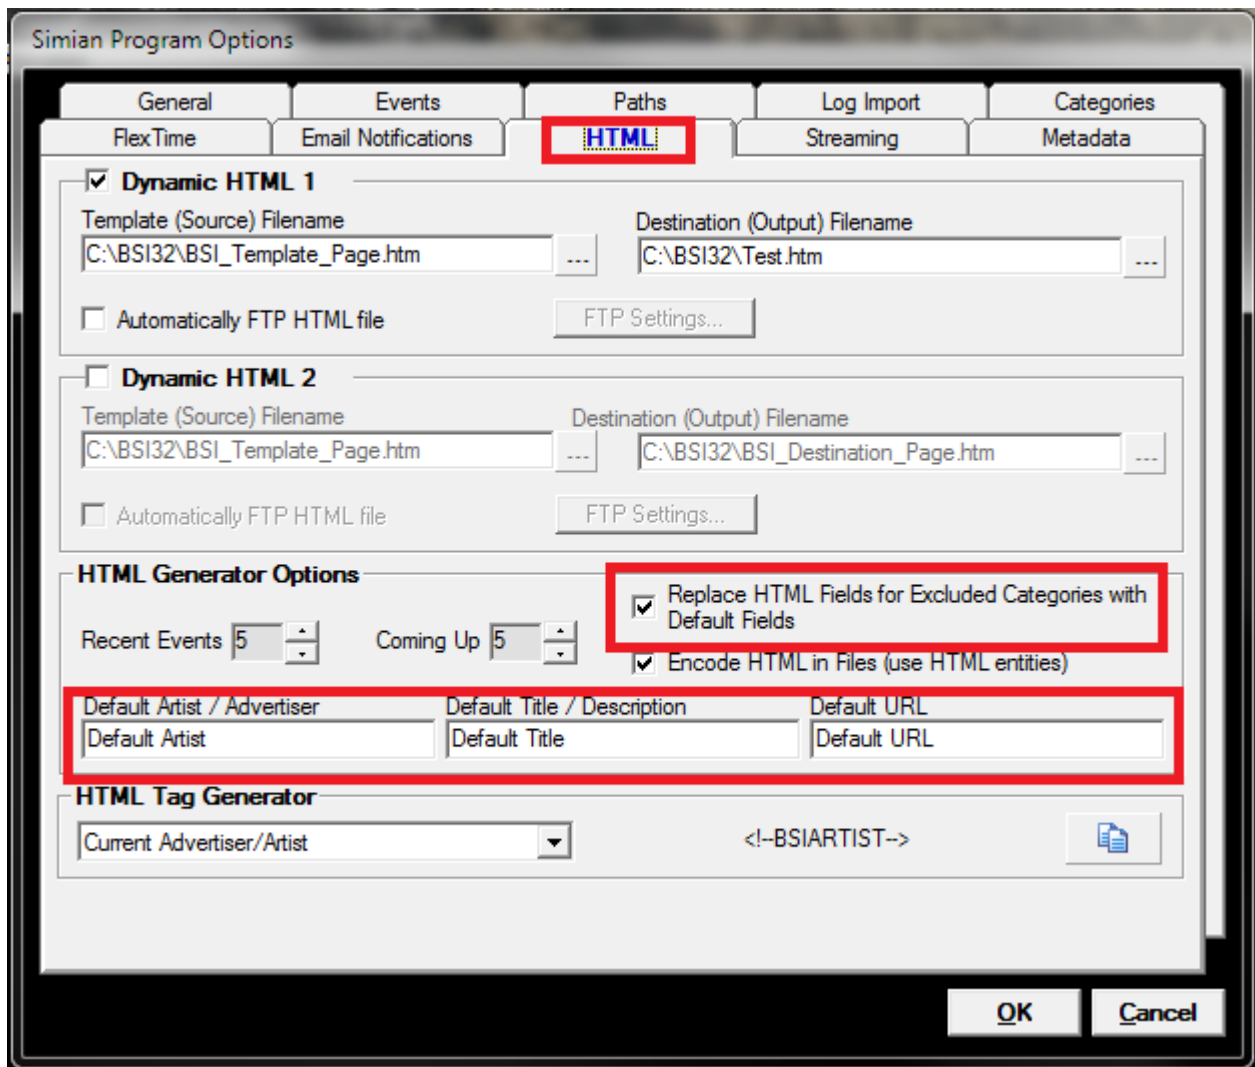 Simian Program Options
General Events Paths Log Import Categories
FlexTime Email Notifications HTML Streaming Metadata
Dynamic HTML 1
Template (Source) Filename Destination (Output) Filename
C:\BSI32\BSI_Template_Page.htm ... C:\BSI32\Test.htm ...
Automatically FTP HTML file FTP Settings...
Dynamic HTML 2
Template (Source) Filename Destination (Output) Filename
C:\BSI32\BSI_Template_Page.htm ... C:\BSI32\BSI_Destination_Page.htm ...
Automatically FTP HTML file FTP Settings...
HTML Generator Options
Replace HTML Fields for Excluded Categories with
Default Fields
Recent Events 5 Coming Up 5
Encode HTML in Files (use HTML entities)
Default Artist / Advertiser Default Title / Description Default URL
Default Artist Default Title Default URL
HTML Tag Generator
Current Advertiser/Artist <!--BSIARTIST-->
OK Cancel